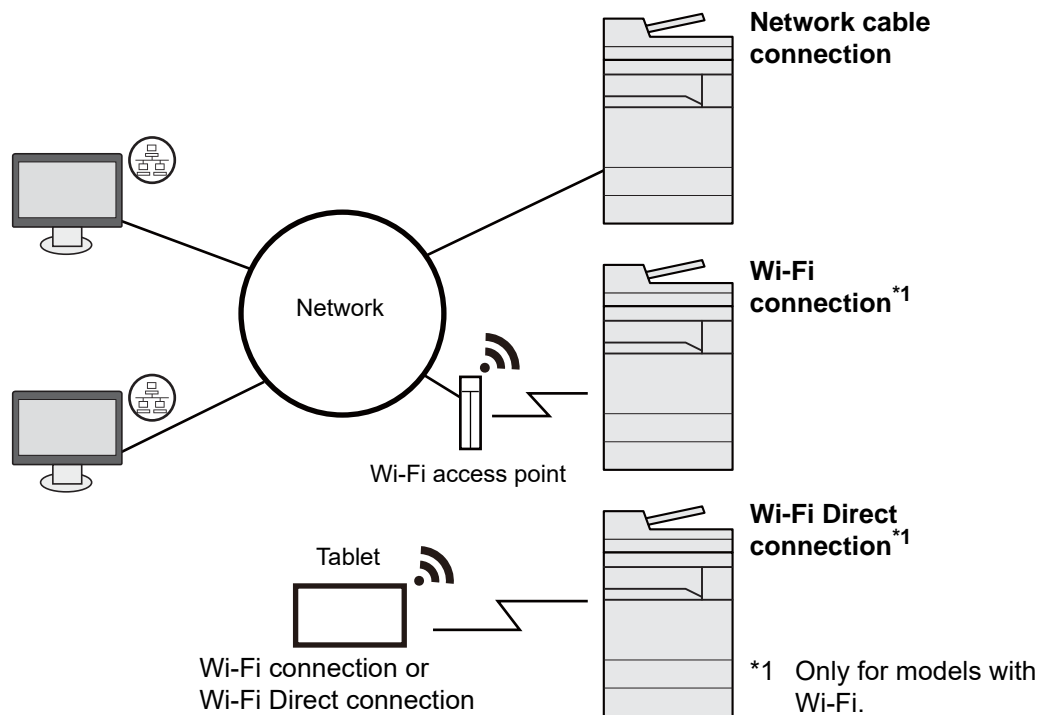 Network cable
connection
Network
Wi-Fi
connection*1
Wi-Fi access point
Wi-Fi Direct
connection*1
Tablet
Wi-Fi connection or
Wi-Fi Direct connection
*1 Only for models with
Wi-Fi.